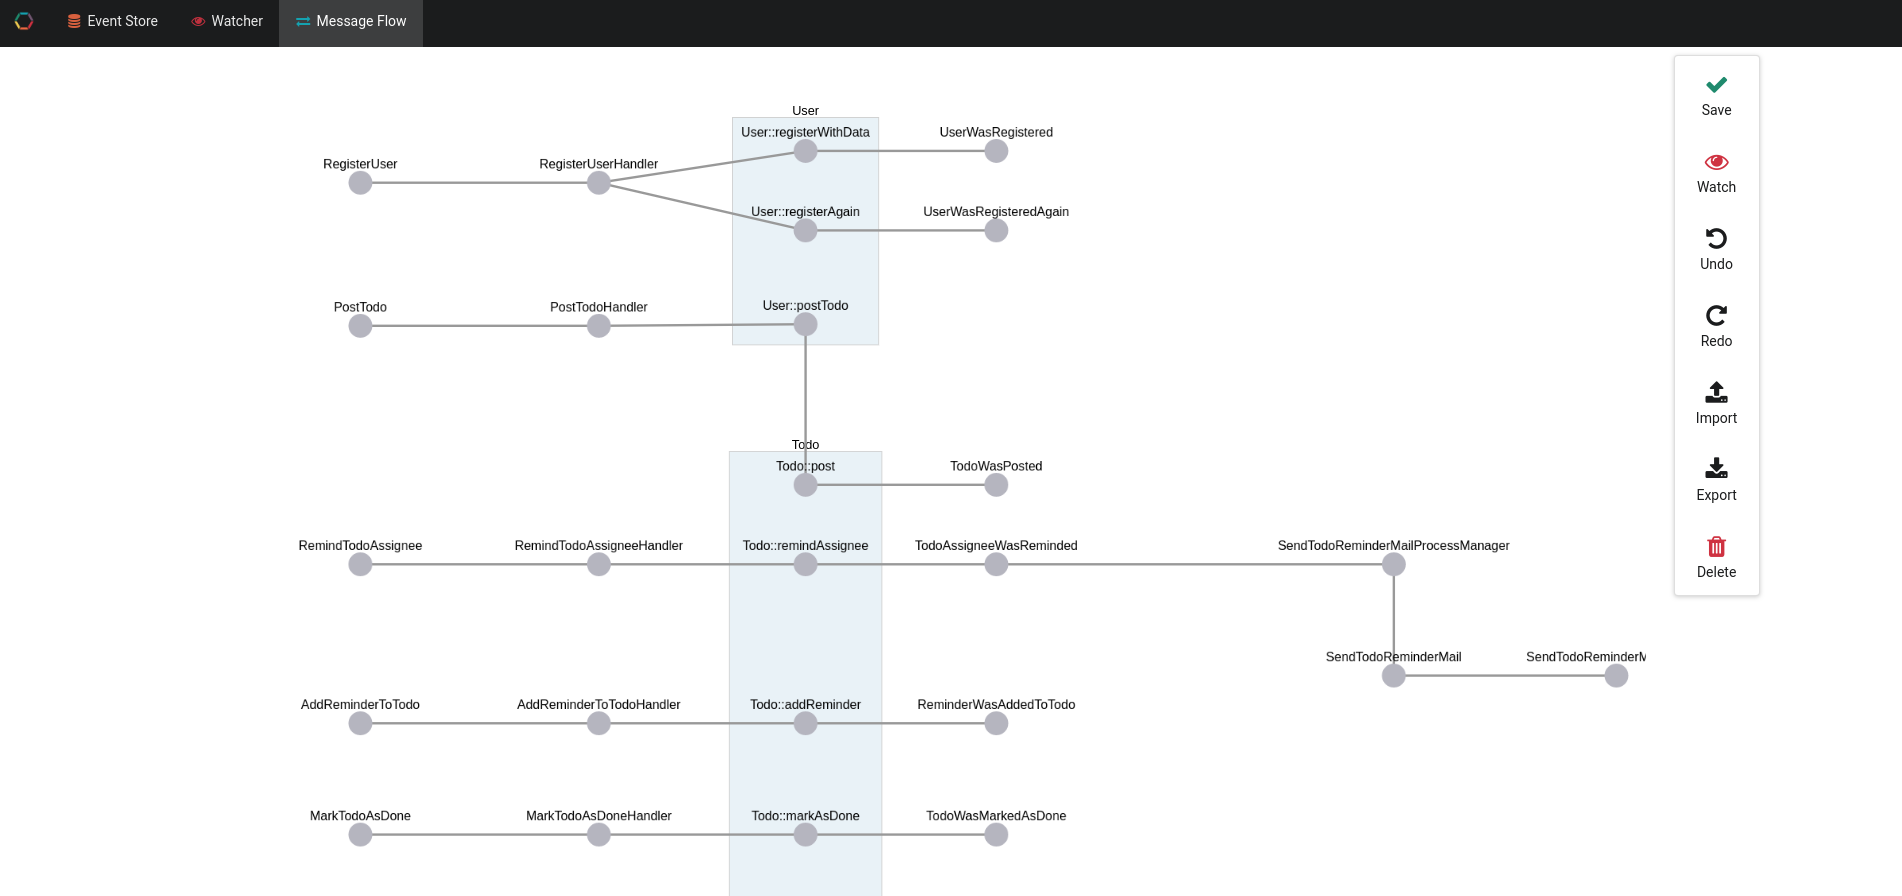 Event Store
Watcher
Message Flow
User
User::registerWithData
UserWasRegistered
RegisterUser
RegisterUserHandler
User::registerAgain
UserWasRegisteredAgain
PostTodo
PostTodoHandler
User::postTodo
Todo
Todo::post
TodoWasPosted
RemindTodoAssignee
RemindTodoAssigneeHandler
Todo::remindAssignee
TodoAssigneeWasReminded
SendTodoReminderMailProcessManager
SendTodoReminderMail
SendTodoReminderM
AddReminderToTodo
AddReminderToTodoHandler
Todo::addReminder
ReminderWasAddedToTodo
MarkTodoAsDone
MarkTodoAsDoneHandler
Todo::markAsDone
TodoWasMarkedAsDone
Save
Watch
Undo
Redo
Import
Export
Delete